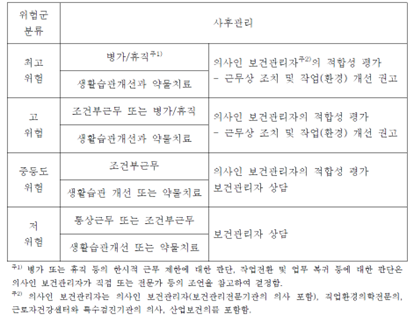 위험군
분류
사후관리
최고
위험
병가/휴직주1)
생활습관개선과 약물치료
의사인 보건관리자주2)의 적합성 평가
- 근무상 조치 및 작업(환경) 개선 권고
고
위험
조건부근무 또는 병가/휴직
생활습관개선과 약물치료
의사인 보건관리자의 적합성 평가
- 근무상 조치 및 작업(환경) 개선 권고
중등도
위험
조건부근무
생활습관 개선 또는 약물치료
의사인 보건관리자의 적합성 평가
보건관리자 상담
저
위험
통상근무 또는 조건부근무
생활습관개선 또는 약물치료
보건관리자 상담
주1) 병가 또는 휴직 등의 한시적 근무 제한에 대한 판단, 작업전환 및 업무 복귀 등에 대한 판단은
의사인 보건관리자가 직접 또는 전문가 등의 조언을 참고하여 결정함.
주2) 의사인 보건관리자는 의사인 보건관리자(보건관리전문기관의 의사 포함), 직업환경의학전문의,
근로자건강센터와 특수검진기관의 의사, 산업보건의를 포함함.